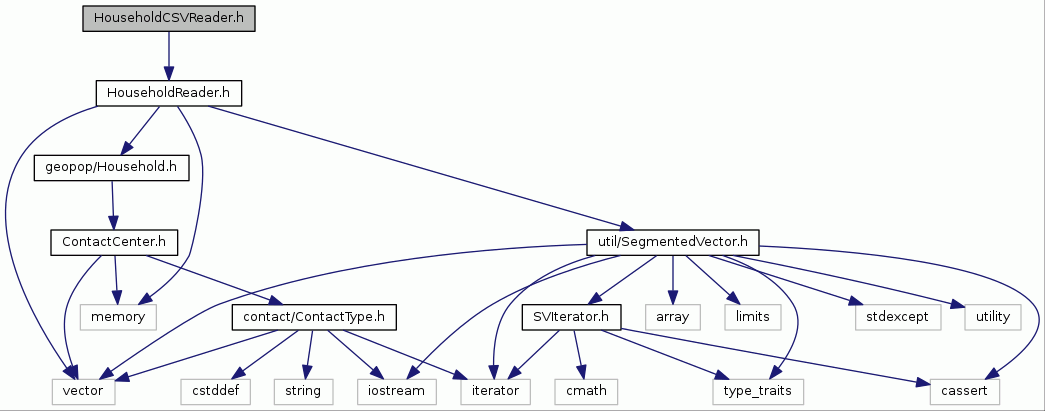 HouseholdCSVReader.h
HouseholdReader.h
geopop/Household.h
ContactCenter.h
util/SegmentedVector.h
memory
contact/ContactType.h
SVIterator.h
array
limits
stdexcept
utility
vector
cstddef
string
iostream
iterator
cmath
type_traits
cassert